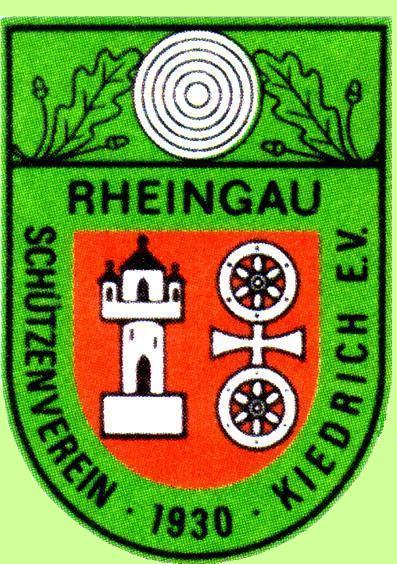 RHEINGAU
SCHÜTZENVEREIN · 1930 · KIEDRICH E.V.